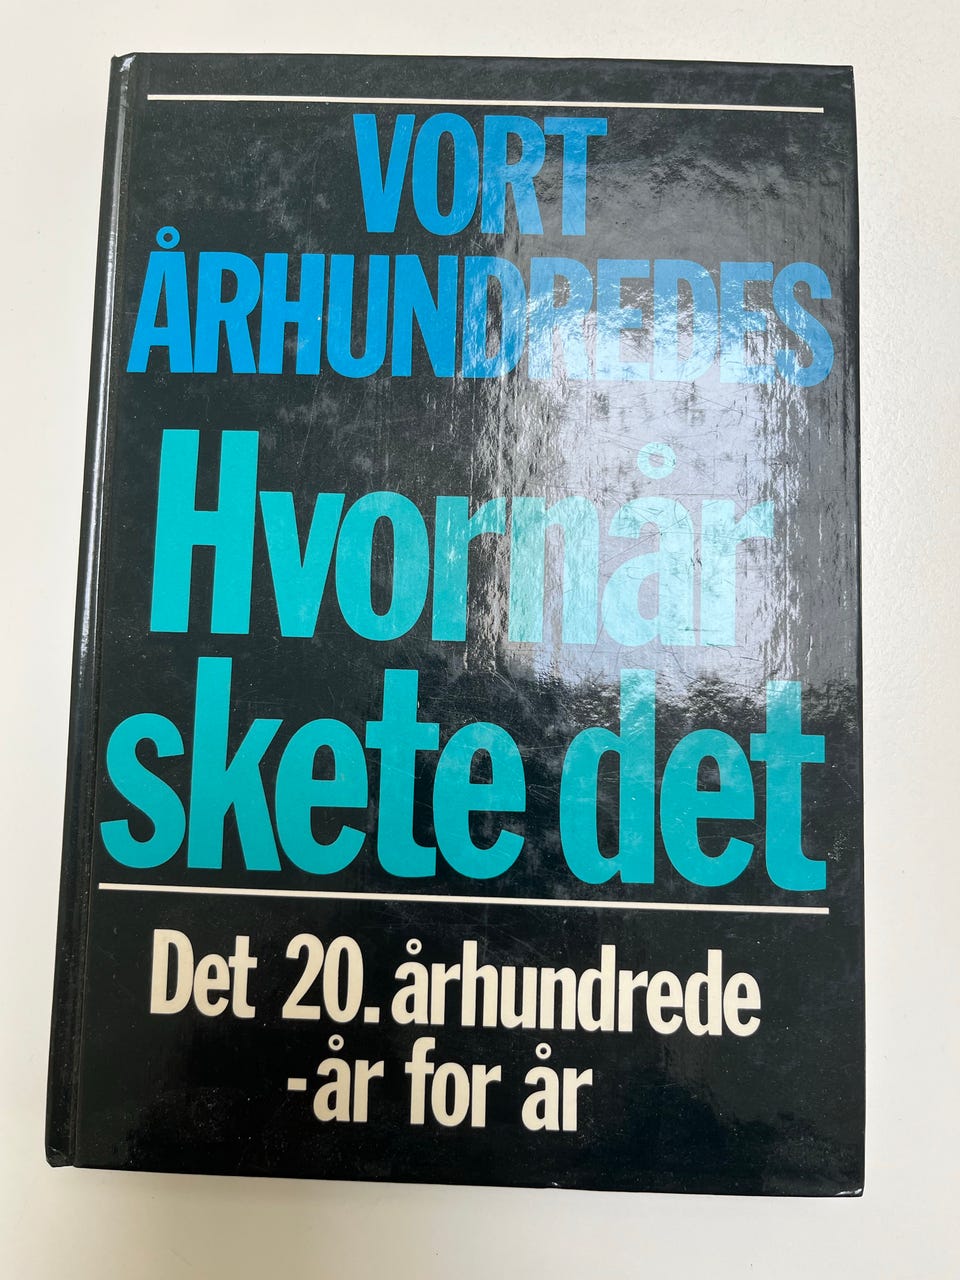 VORT
ÅRHUNDREDES
Hvornår
skete det
Det 20. århundrede
-år for år